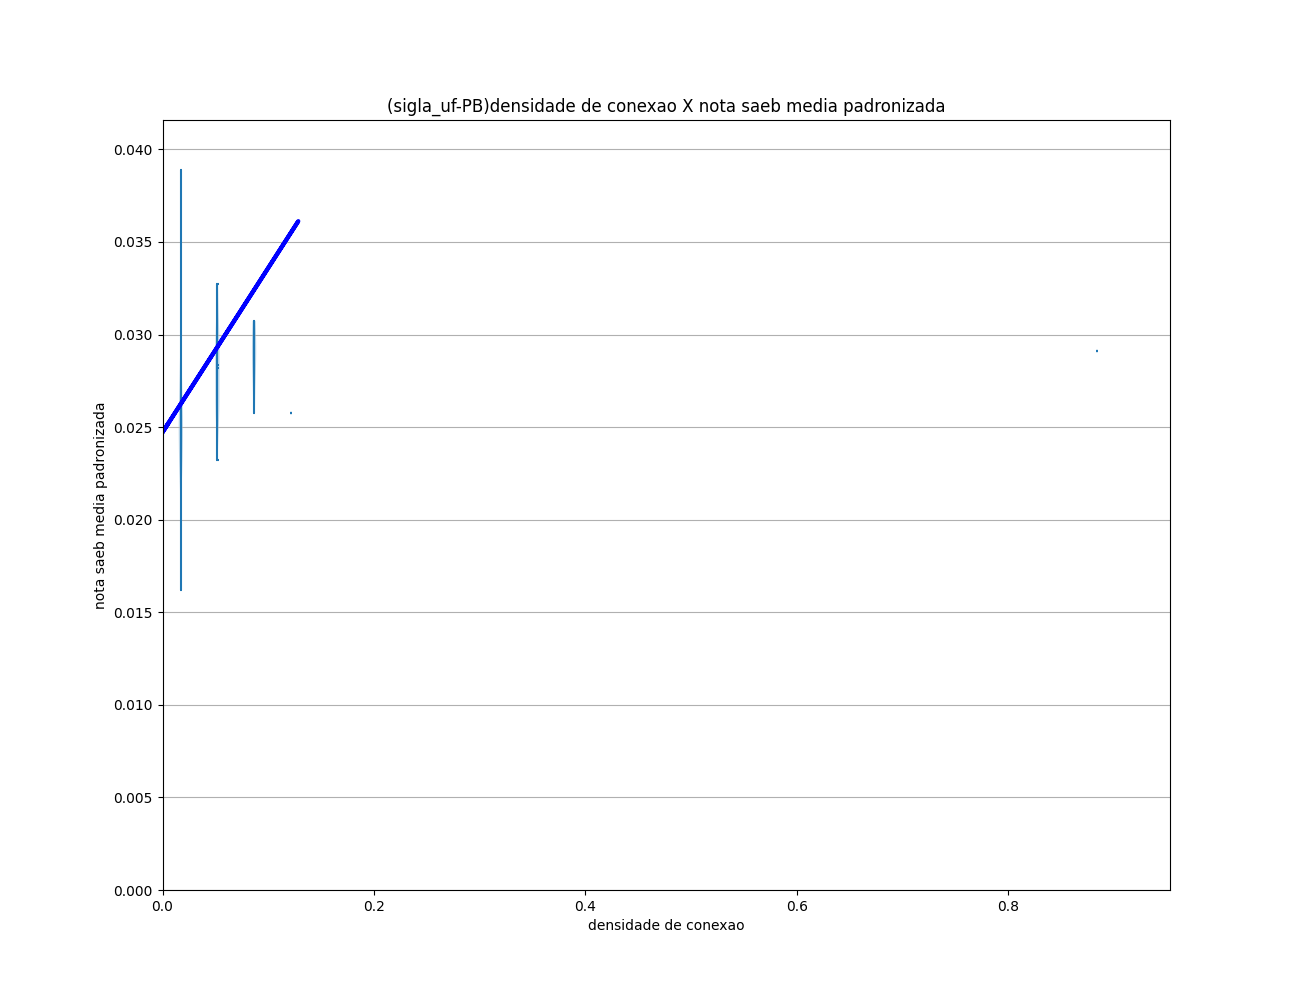 (sigla_uf-PB)densidade de conexao X nota saeb media padronizada
0.040
0.035
0.030
0.025
0.020
0.015
0.010
0.005
0.000
nota saeb media padronizada
0.0 0.2 0.4 0.6 0.8
densidade de conexao